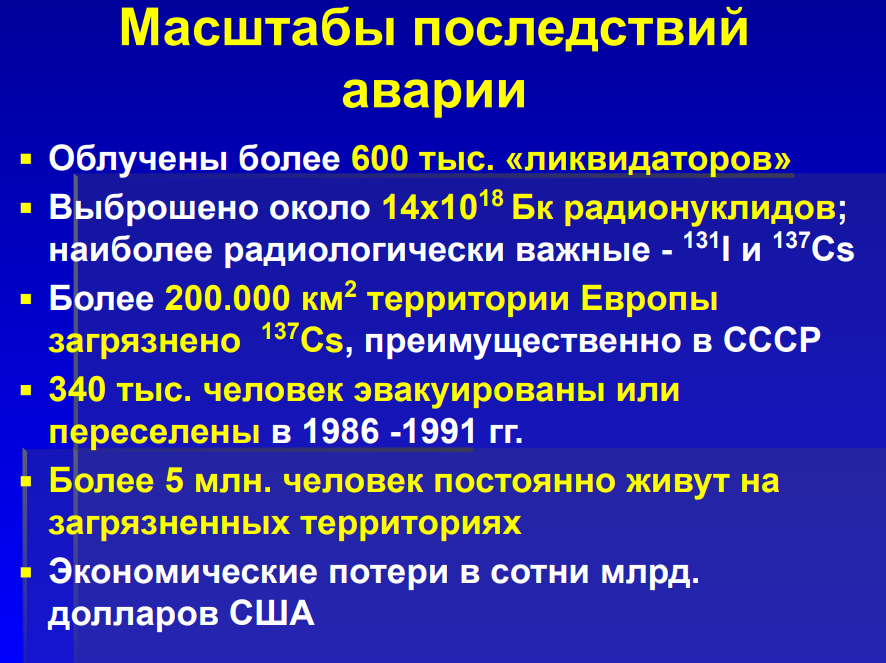 Масштабы последствий
аварии
▪ Облучены более 600 тыс. «ликвидаторов»
▪ Выброшено около 14х10¹⁸ Бк радионуклидов;
наиболее радиологически важные - ¹³¹I и ¹³⁷Cs
▪ Более 200.000 км² территории Европы
загрязнено ¹³⁷Cs, преимущественно в СССР
▪ 340 тыс. человек эвакуированы или
переселены в 1986 -1991 гг.
▪ Более 5 млн. человек постоянно живут на
загрязненных территориях
▪ Экономические потери в сотни млрд.
долларов США